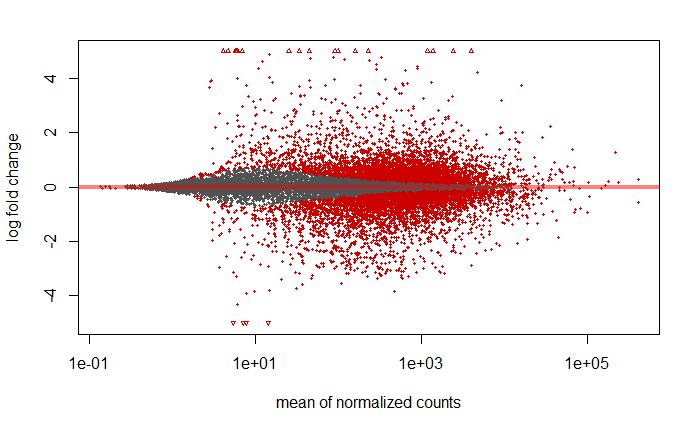 4
2
0
-2
-4
log fold change
1e-01
1e+01
1e+03
1e+05
mean of normalized counts